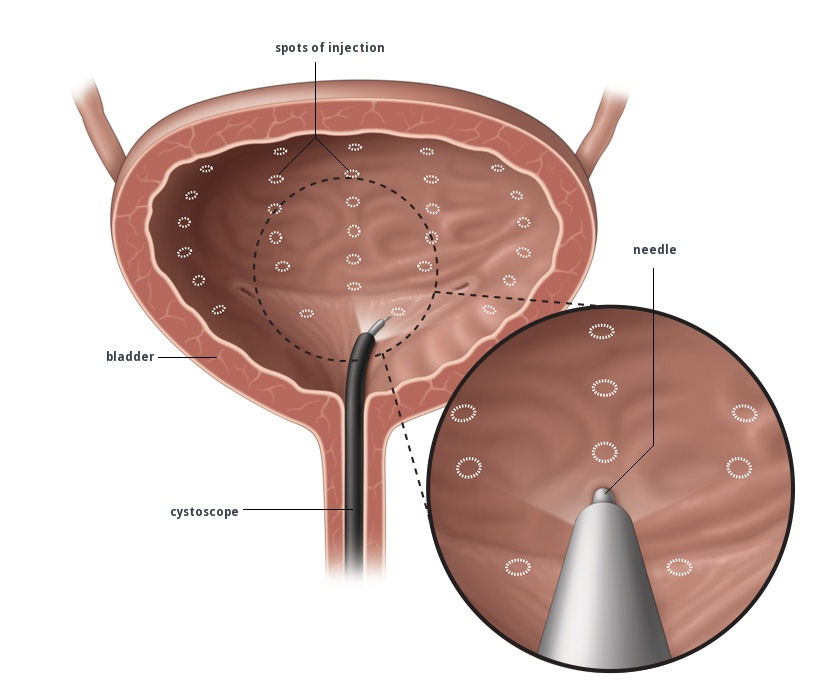 spots of injection
needle
bladder
cystoscope